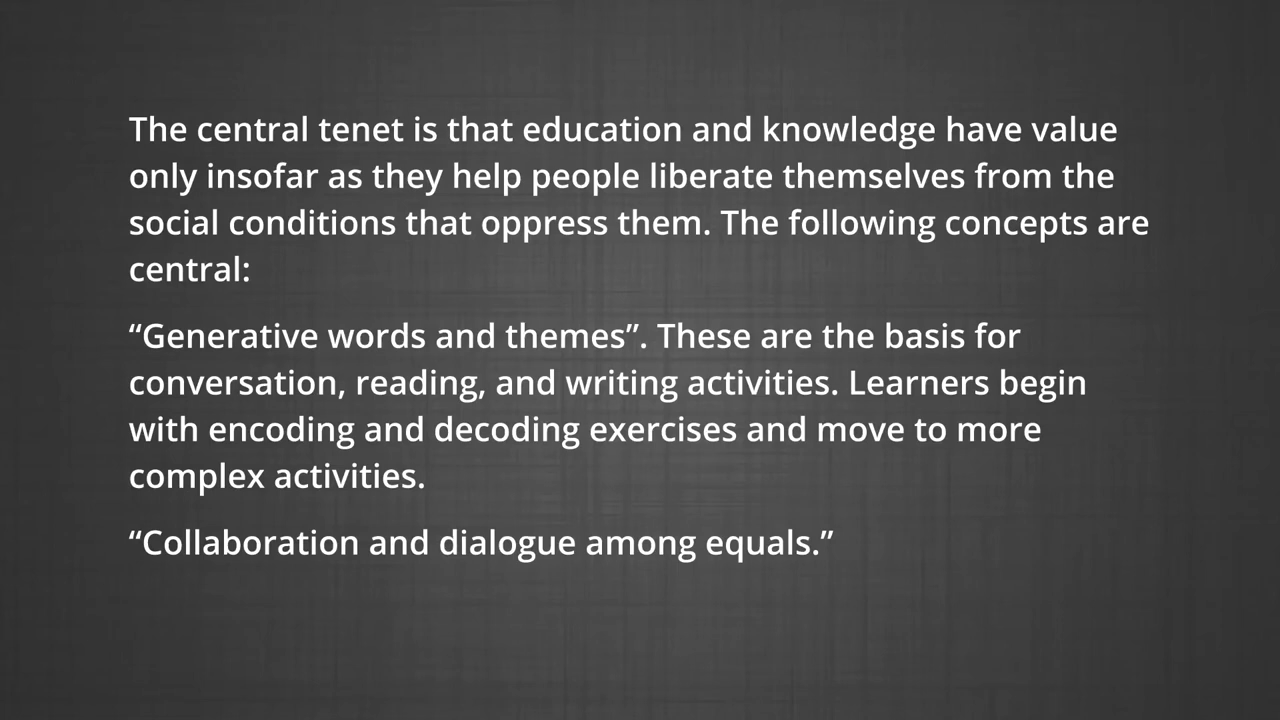 The central tenet is that education and knowledge have value
only insofar as they help people liberate themselves from the
social conditions that oppress them. The following concepts are
central:
“Generative words and themes”. These are the basis for
conversation, reading, and writing activities. Learners begin
with encoding and decoding exercises and move to more
complex activities.
“Collaboration and dialogue among equals.”